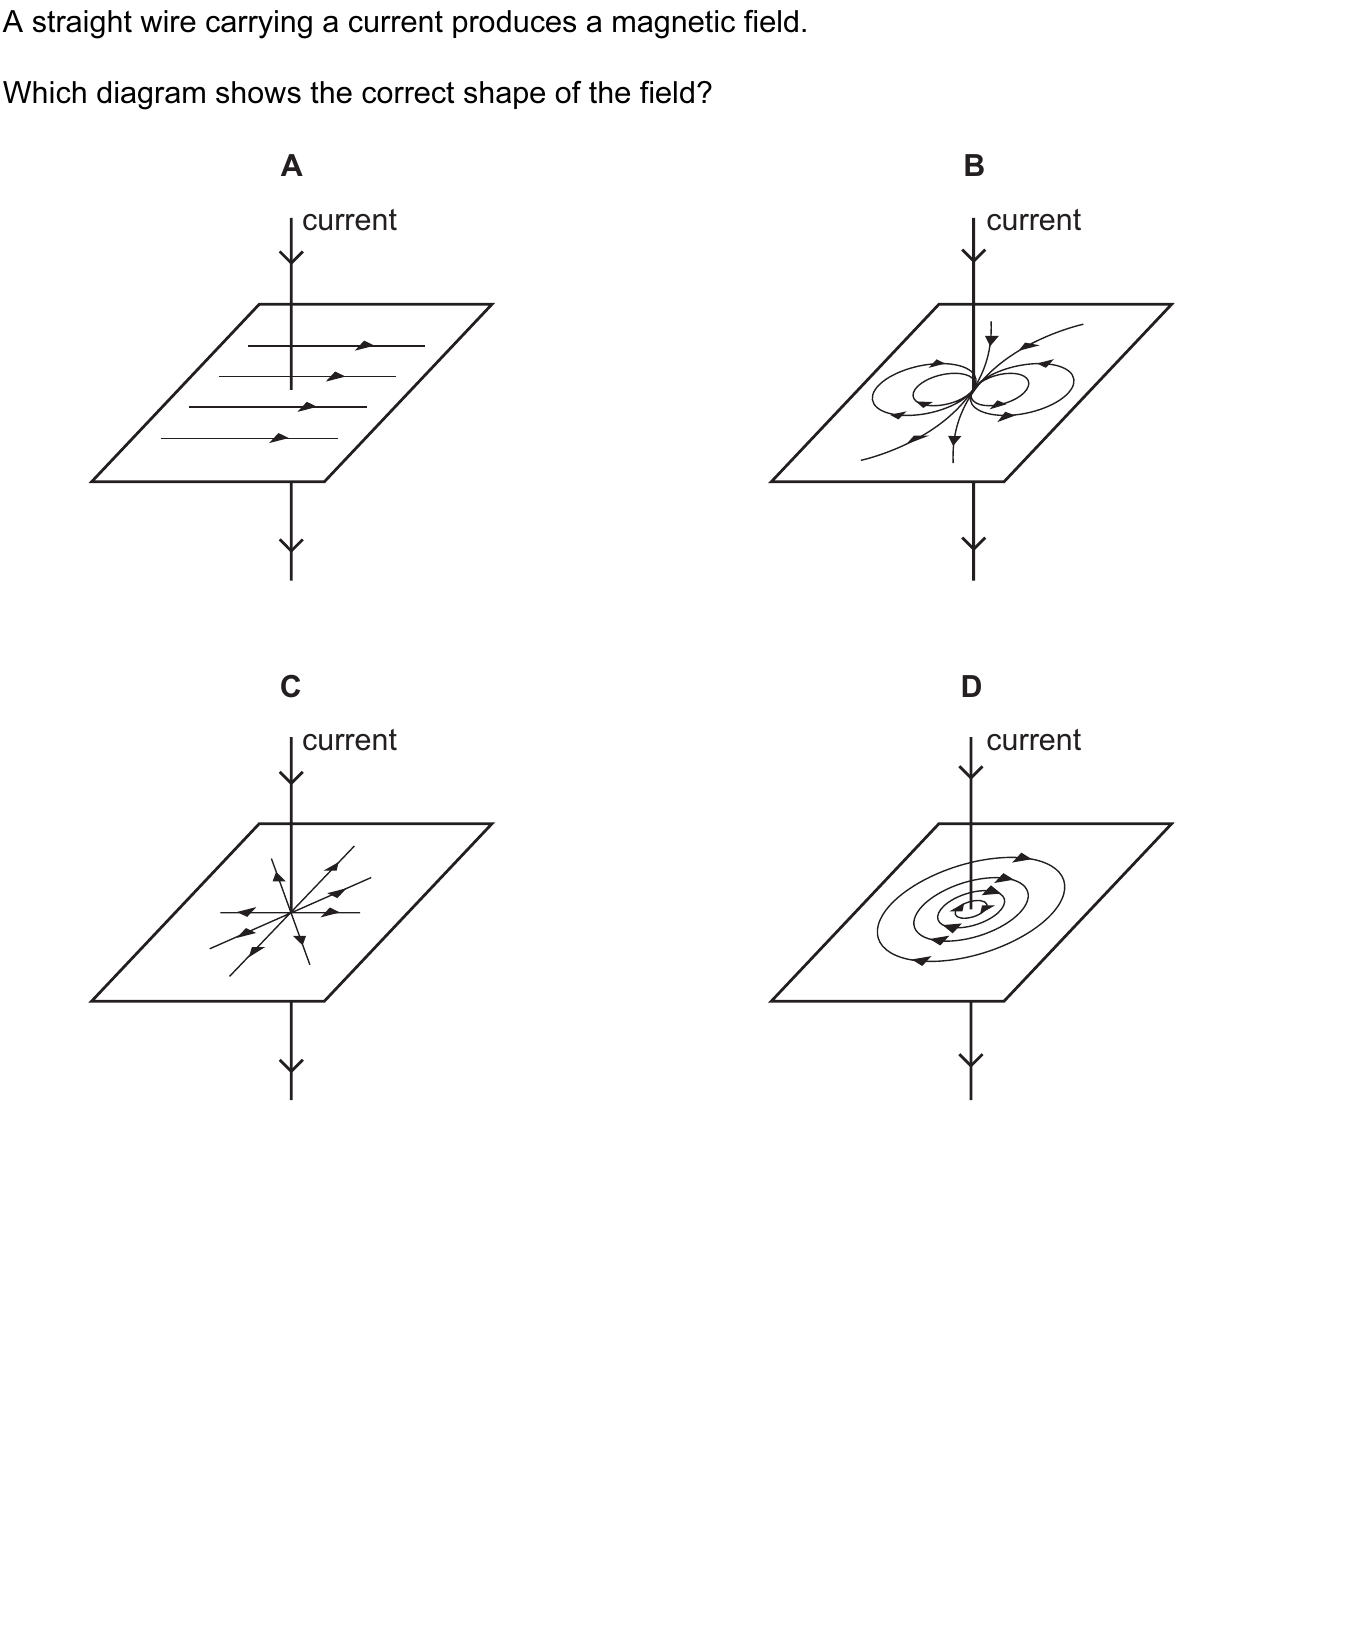 A straight wire carrying a current produces a magnetic field.
Which diagram shows the correct shape of the field?
A
B
current
current
C
D
current
current